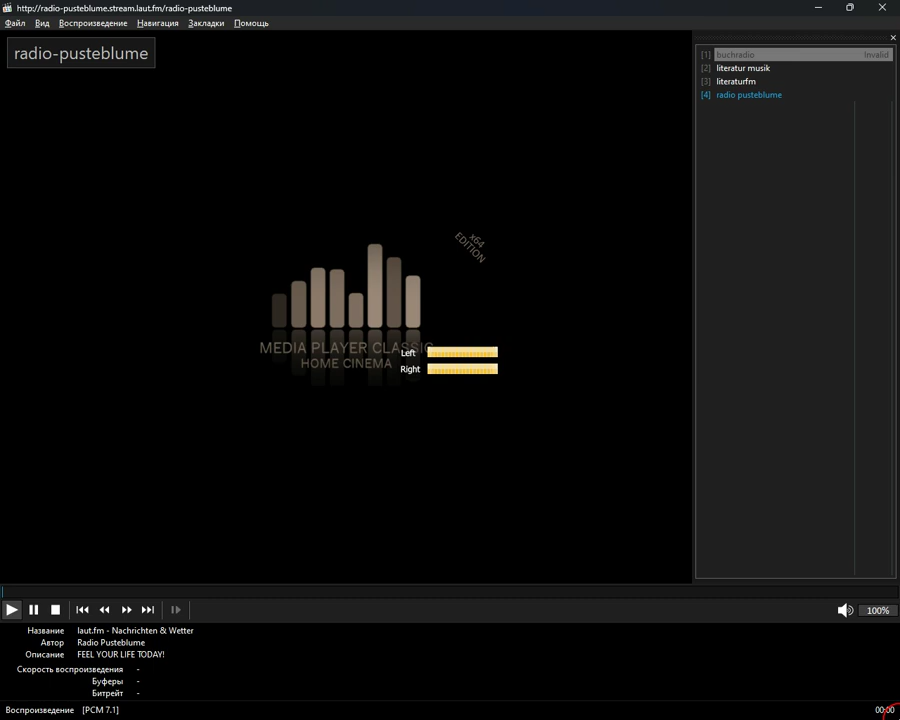 http://radio-pusteblume.stream.laut.fm/radio-pusteblume
Файл Вид Воспроизведение Навигация Закладки Помощь
radio-pusteblume
[1] buchradio Invalid
[2] literatur musik
[3] literaturfm
[4] radio pusteblume
x64
EDITION
MEDIA PLAYER CLASSIC
HOME CINEMA
Left
Right
100%
Название laut.fm - Nachrichten & Wetter
Автор Radio Pusteblume
Описание FEEL YOUR LIFE TODAY!
Скорость воспроизведения -
Буферы -
Битрейт -
Воспроизведение [PCM 7.1] 00:00